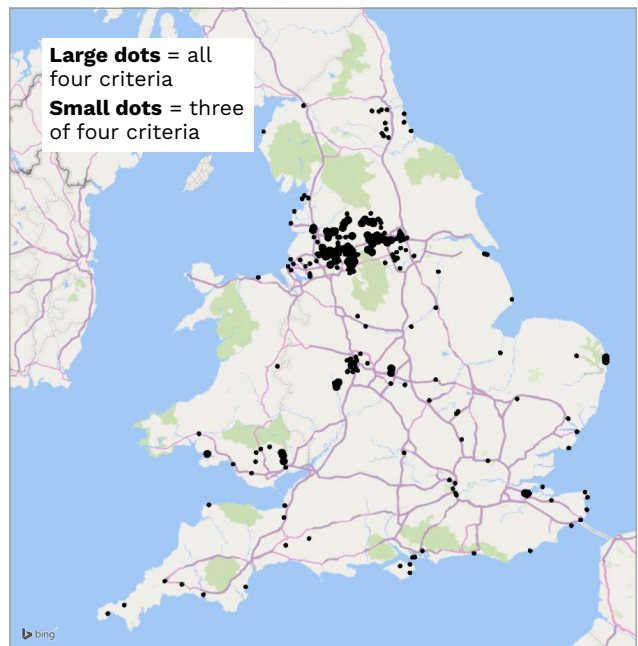 Large dots = all
four criteria
Small dots = three
of four criteria
bing